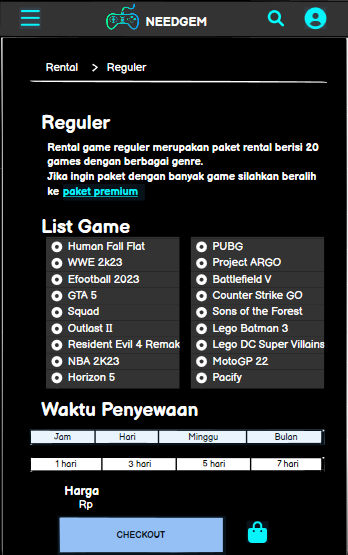 NEEDGEM
Rental > Reguler
Reguler
Rental game reguler merupakan paket rental berisi 20
games dengan berbagai genre.
Jika ingin paket dengan banyak game silahkan beralih
ke paket premium
List Game
Human Fall Flat
WWE 2k23
Efootball 2023
GTA 5
Squad
Outlast II
Resident Evil 4 Remak
NBA 2K23
Horizon 5
PUBG
Project ARGO
Battlefield V
Counter Strike GO
Sons of the Forest
Lego Batman 3
Lego DC Super Villains
MotoGP 22
Pacify
Waktu Penyewaan
Jam Hari Minggu Bulan
1 hari 3 hari 5 hari 7 hari
Harga
Rp
CHECKOUT